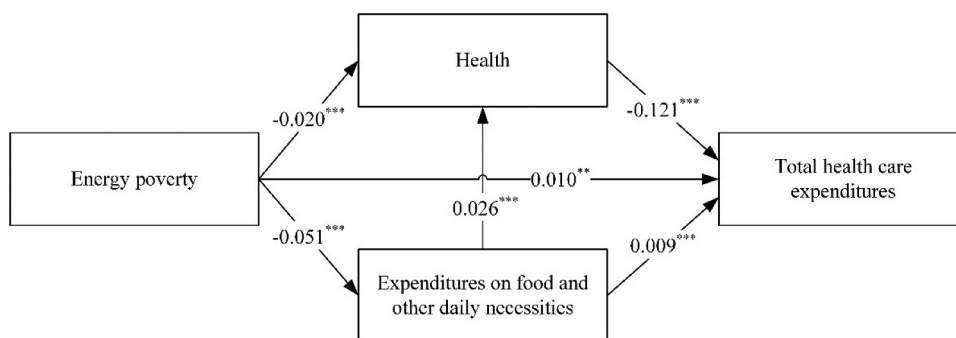 Health
-0.020***
-0.121***
Energy poverty
0.010**
Total health care
expenditures
0.026***
-0.051***
0.009***
Expenditures on food and
other daily necessities